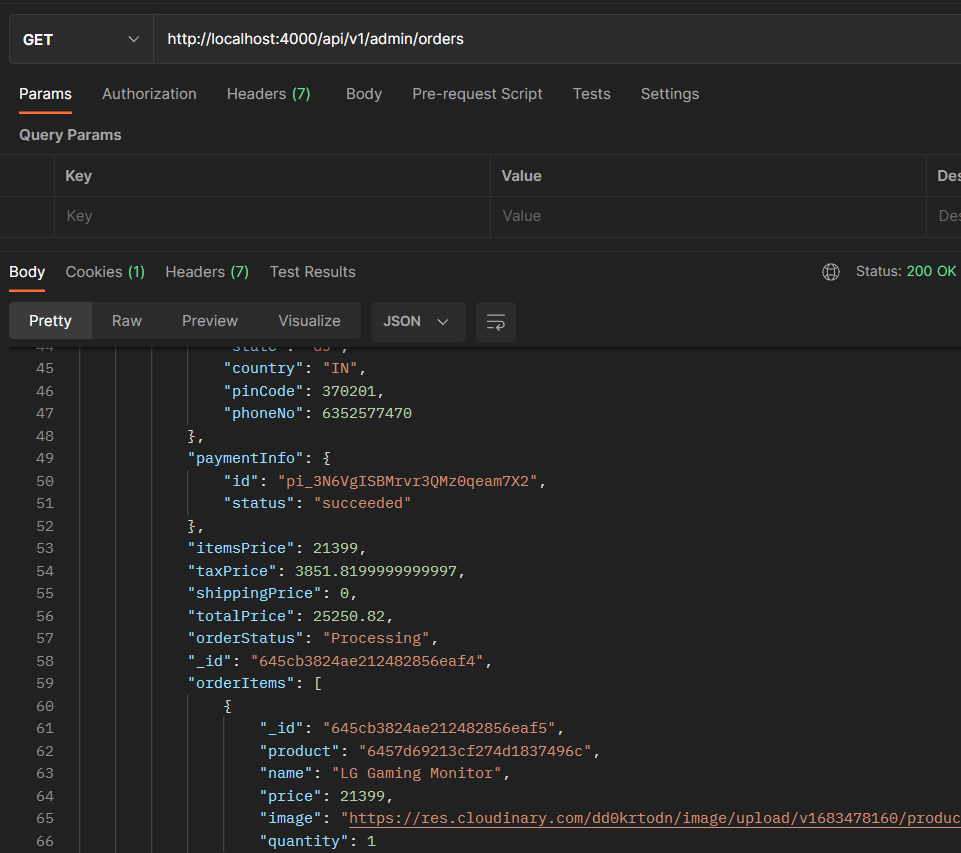 GET http://localhost:4000/api/v1/admin/orders
Params Authorization Headers (7) Body Pre-request Script Tests Settings
Query Params
Key Value Des
Key Value Des
Body Cookies (1) Headers (7) Test Results Status: 200 OK
Pretty Raw Preview Visualize JSON
45 "country": "IN",
46 "pinCode": 370201,
47 "phoneNo": 6352577470
48 },
49 "paymentInfo": {
50 "id": "pi_3N6VgISBMrvr3QMz0qeam7X2",
51 "status": "succeeded"
52 },
53 "itemsPrice": 21399,
54 "taxPrice": 3851.8199999999997,
55 "shippingPrice": 0,
56 "totalPrice": 25250.82,
57 "orderStatus": "Processing",
58 "_id": "645cb3824ae212482856eaf4",
59 "orderItems": [
60 {
61 "_id": "645cb3824ae212482856eaf5",
62 "product": "6457d69213cf274d1837496c",
63 "name": "LG Gaming Monitor",
64 "price": 21399,
65 "image": "https://res.cloudinary.com/dd0krtodn/image/upload/v1683478160/produc
66 "quantity": 1